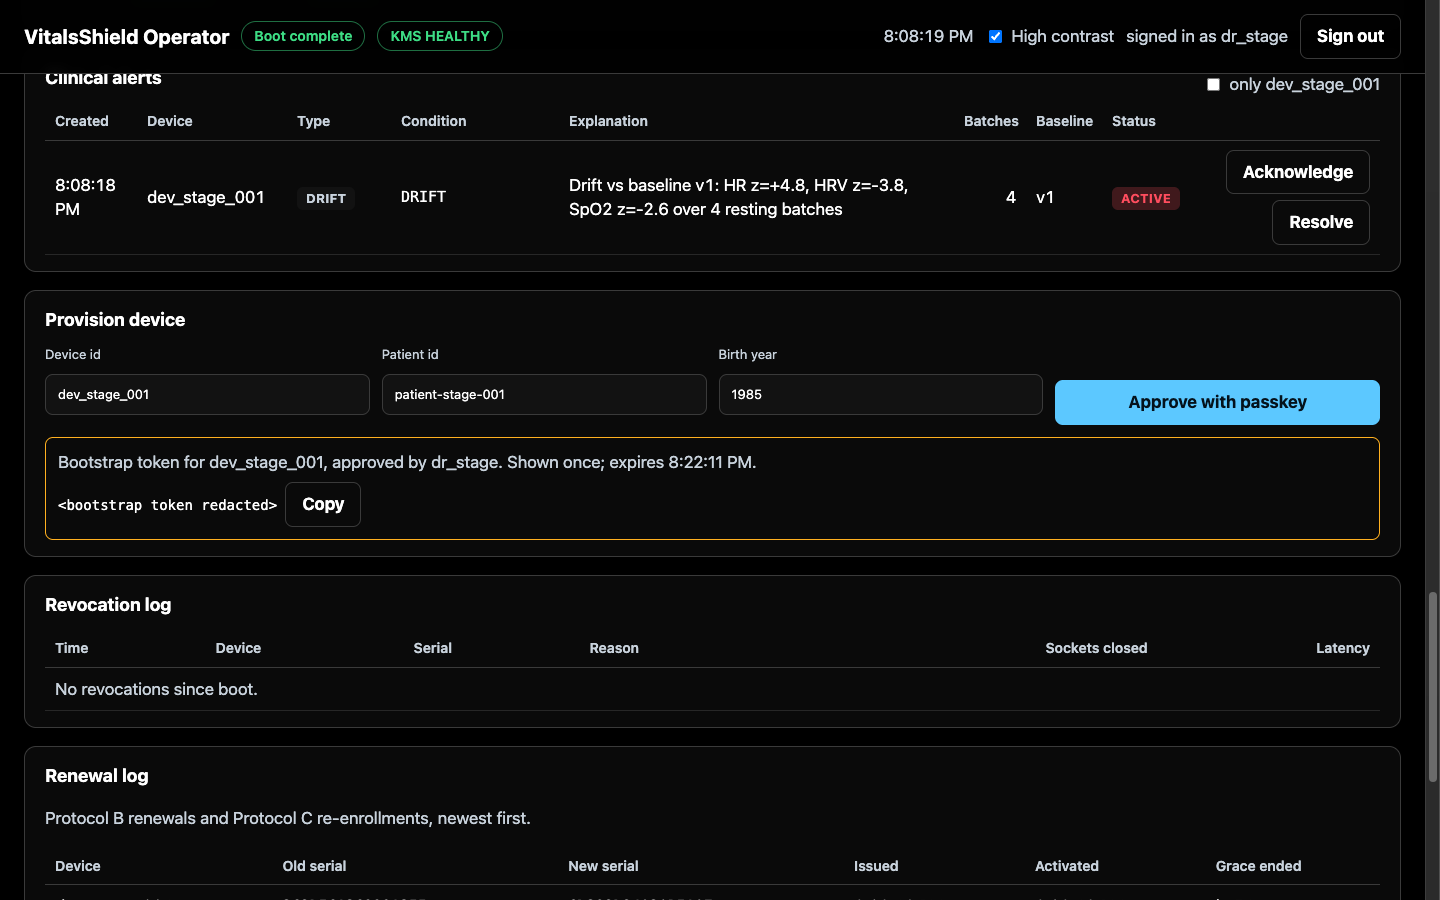 VitalsShield Operator
Boot complete
KMS HEALTHY
8:08:19 PM
High contrast
signed in as dr_stage
Sign out
Clinical alerts
only dev_stage_001
Created Device Type Condition Explanation Batches Baseline Status
8:08:18 PM
dev_stage_001
DRIFT
DRIFT
Drift vs baseline v1: HR z=+4.8, HRV z=-3.8,
SpO2 z=-2.6 over 4 resting batches
4
v1
ACTIVE
Acknowledge
Resolve
Provision device
Device id Patient id Birth year
dev_stage_001
patient-stage-001
1985
Approve with passkey
Bootstrap token for dev_stage_001, approved by dr_stage. Shown once; expires 8:22:11 PM.
<bootstrap token redacted>
Copy
Revocation log
Time Device Serial Reason Sockets closed Latency
No revocations since boot.
Renewal log
Protocol B renewals and Protocol C re-enrollments, newest first.
Device Old serial New serial Issued Activated Grace ended